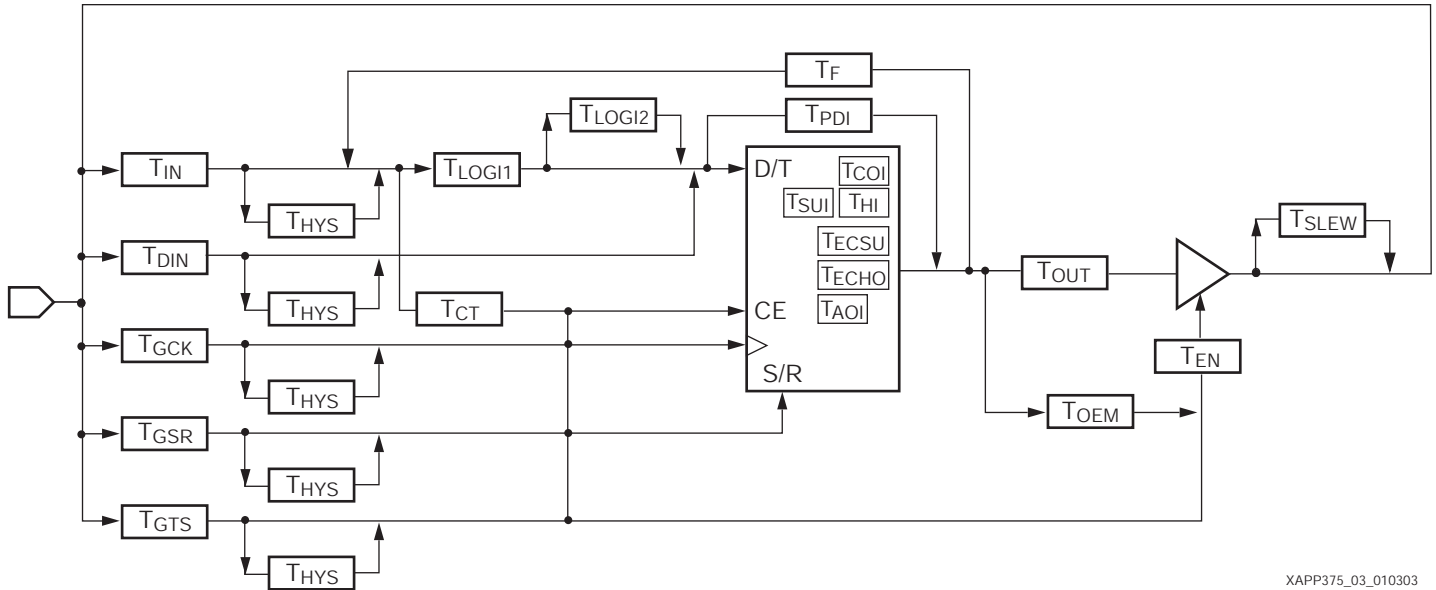 TF
TLOGI2
TPDI
TIN
TLOGI1
D/T
TCOI
TSUI
THI
THYS
TSLEW
TDIN
TECSU
TECHO
TOUT
THYS
TCT
CE
TAOI
TGCK
TEN
S/R
THYS
TOEM
TGSR
THYS
TGTS
THYS
XAPP375_03_010303